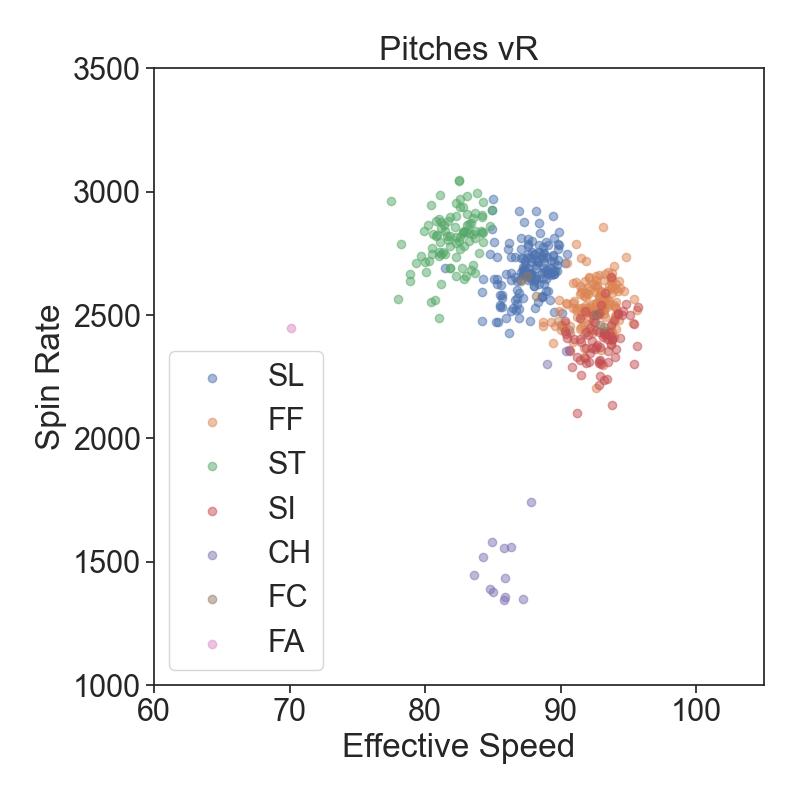 Pitches vR
3500
3000
2500
2000
1500
1000
Spin Rate
SL
FF
ST
SI
CH
FC
FA
60 70 80 90 100
Effective Speed